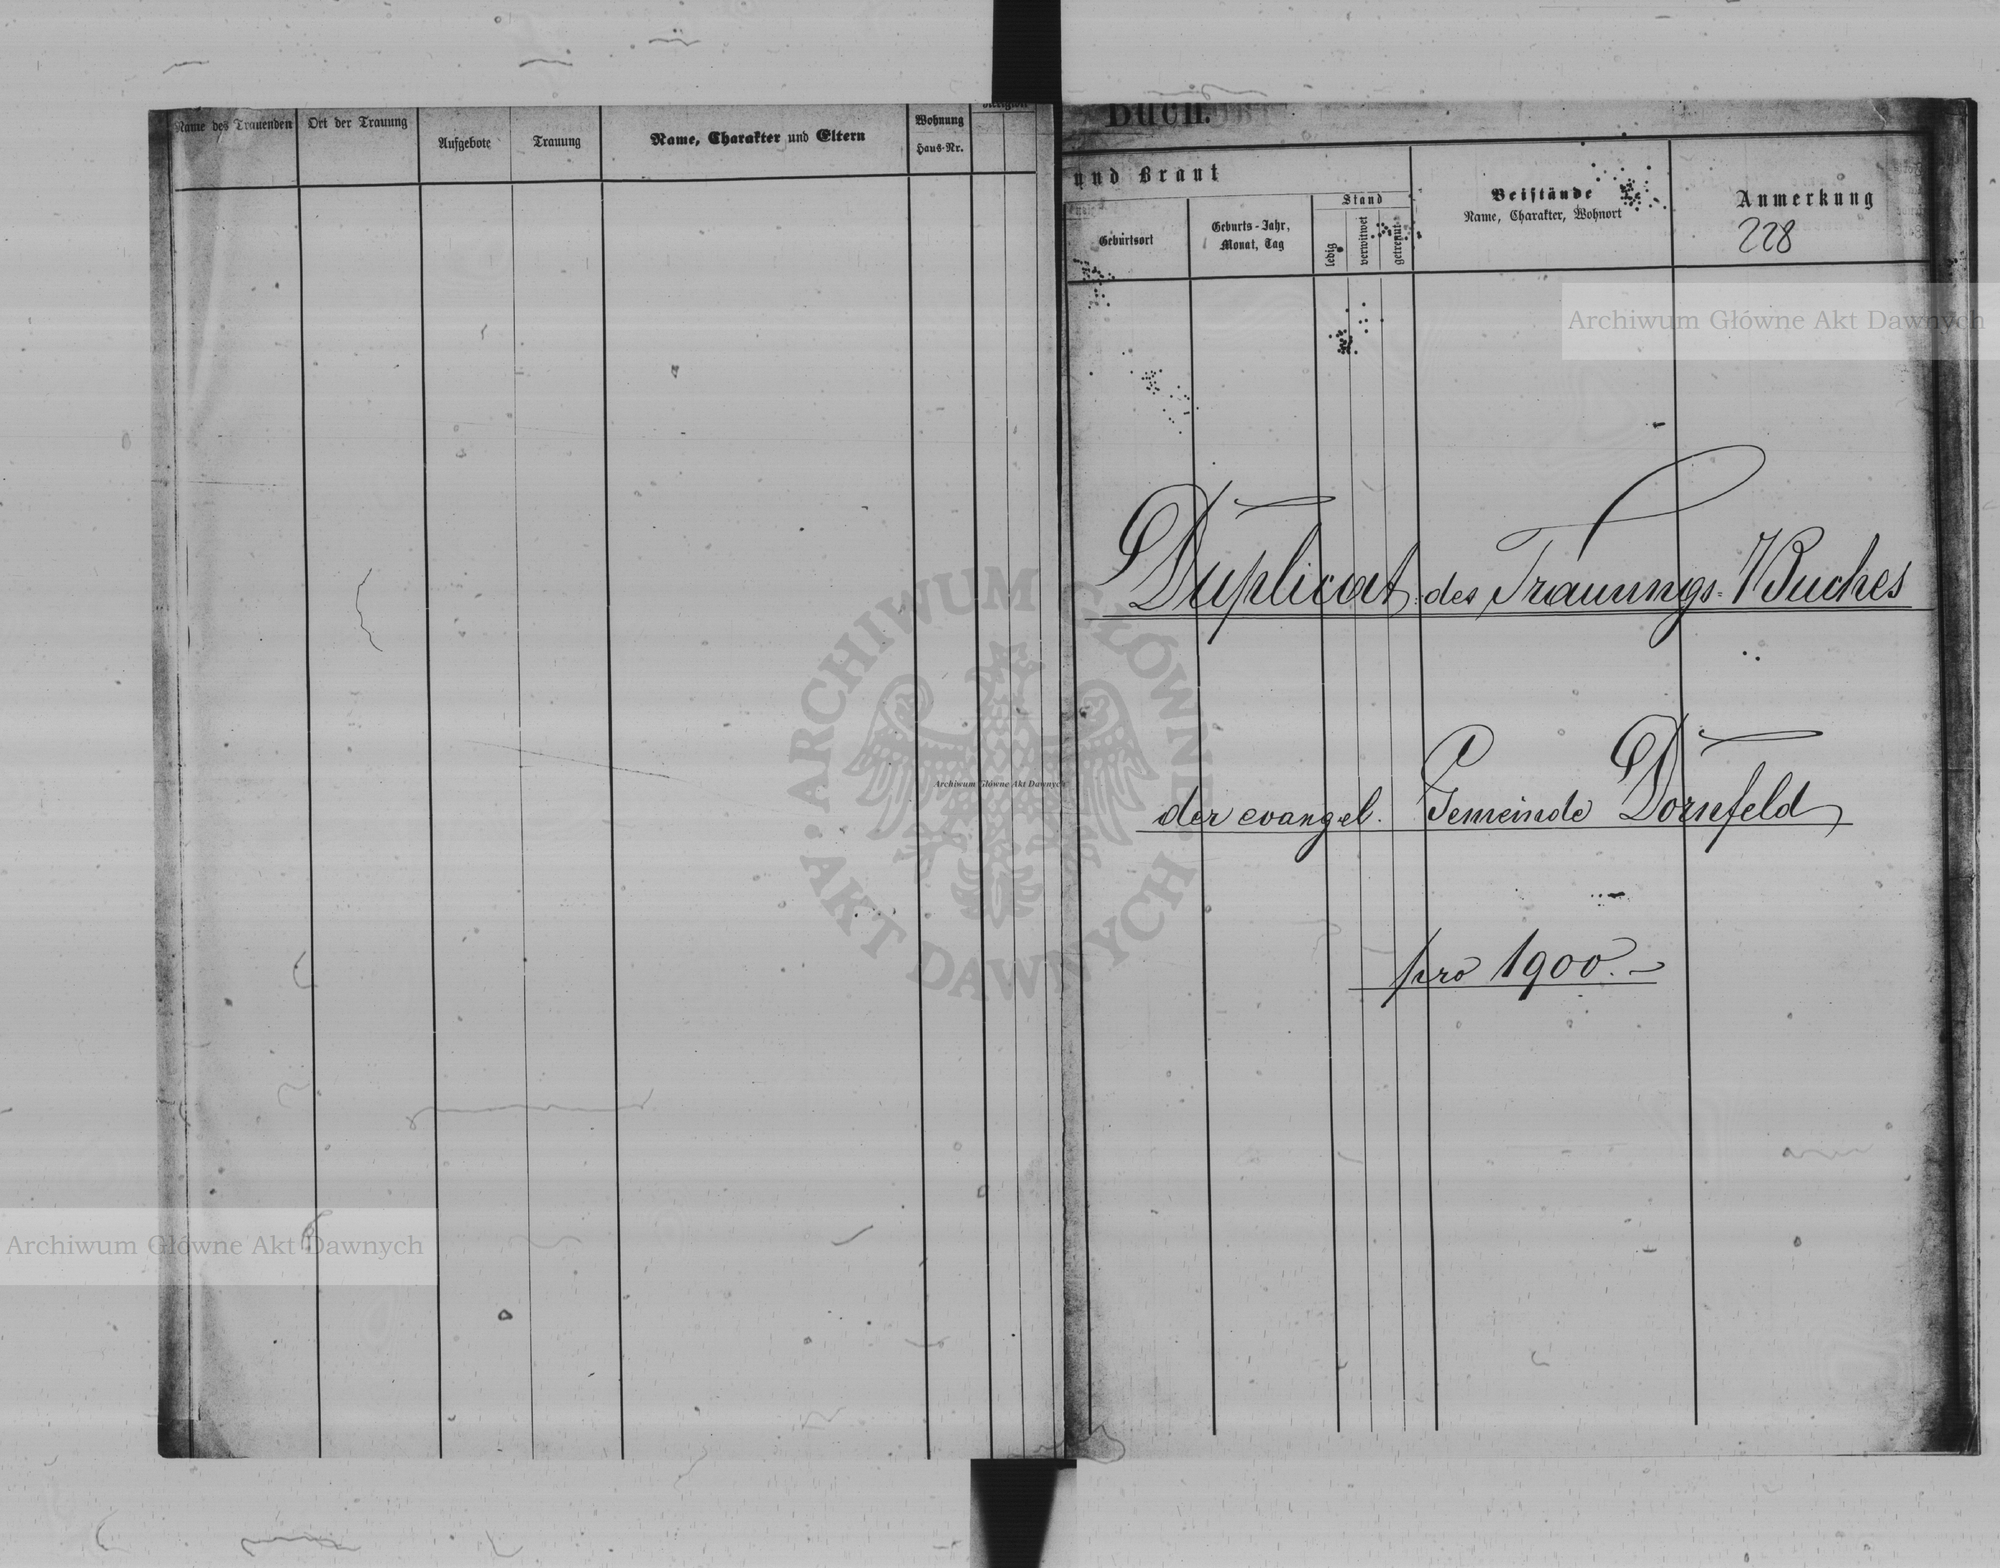 Name des Trauenden
Ort der Trauung
Aufgebote
Trauung
Name, Charakter und Eltern
Wohnung
Haus-Nr.
Religion
Buch.
und Braut
Geburtsort
Geburts-Jahr,
Monat, Tag
Stand
ledig
verwitwet
getrennt
Beistände
Name, Charakter, Wohnort
Anmerkung
228
Archiwum Główne Akt Dawnych
Duplicat des Trauungs-Buches
der evangel. Gemeinde Dornfeld
pro 1900.-
ARCHIWUM GŁÓWNE · AKT DAWNYCH ·
Archiwum Główne Akt Dawnych
Archiwum Główne Akt Dawnych